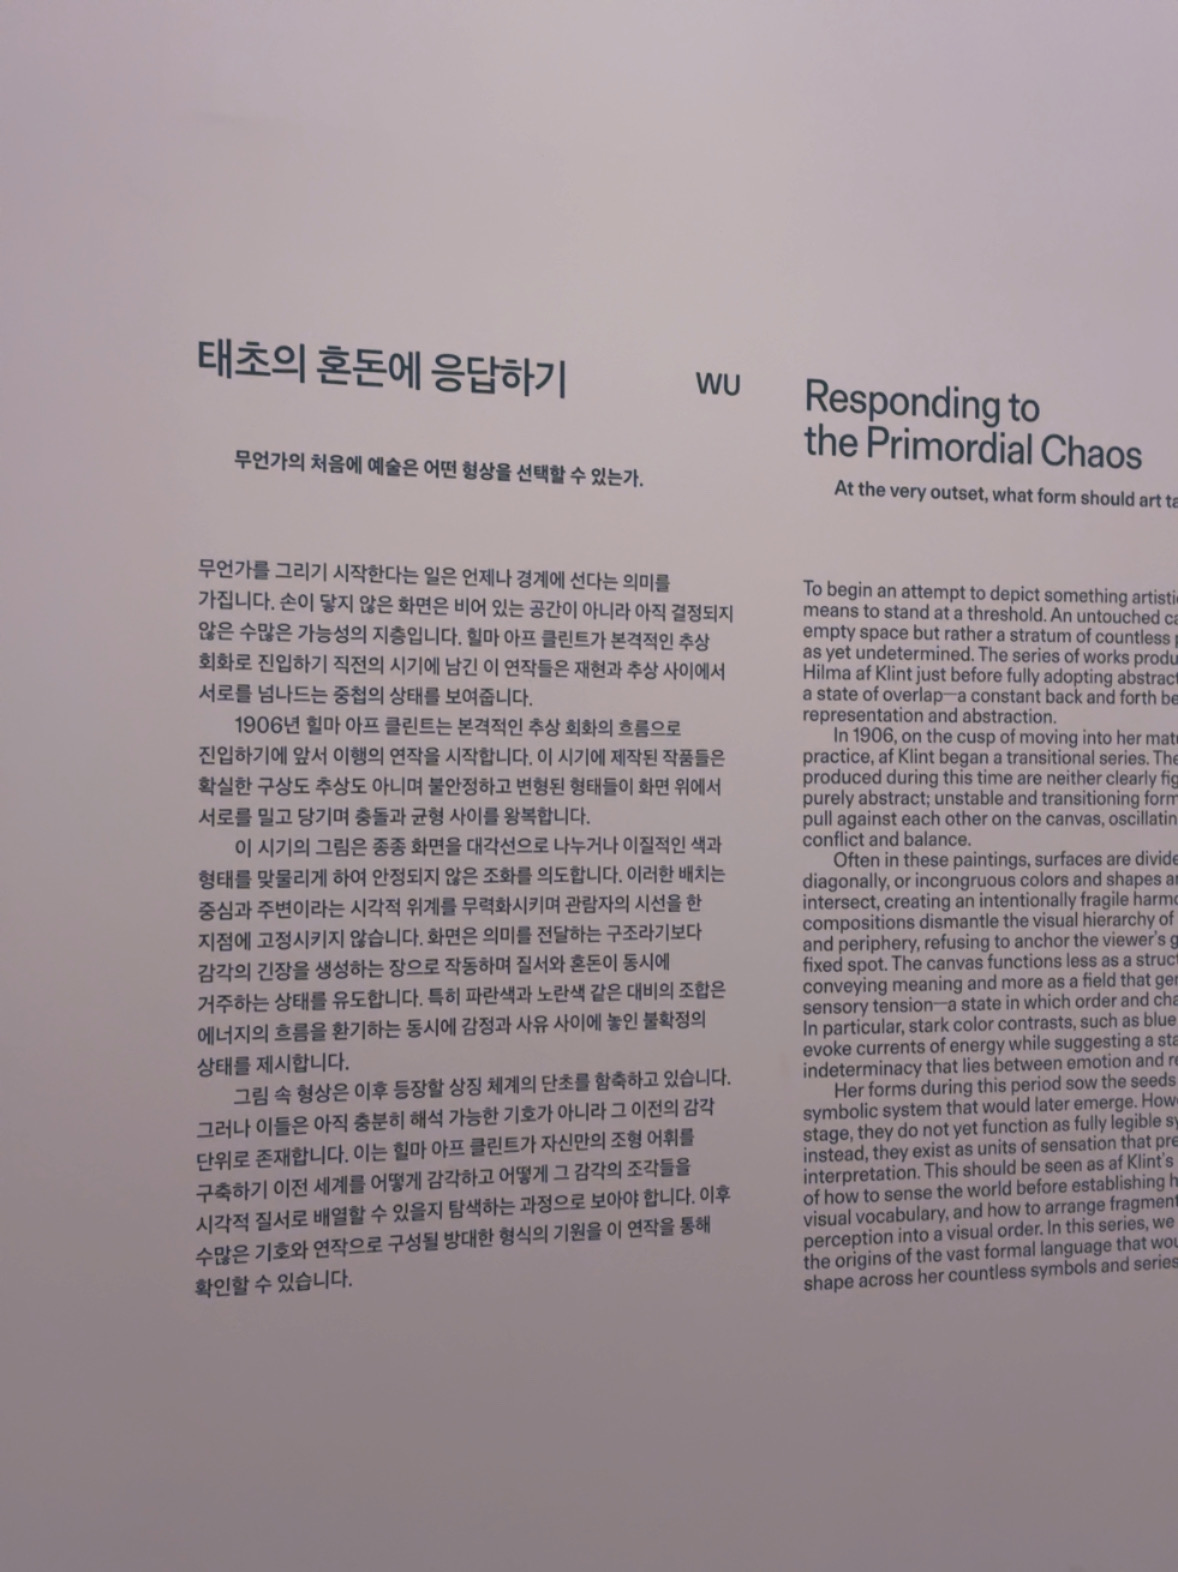 태초의 혼돈에 응답하기
WU
무언가의 처음에 예술은 어떤 형상을 선택할 수 있는가.
무언가를 그리기 시작한다는 일은 언제나 경계에 선다는 의미를
가집니다. 손이 닿지 않은 화면은 비어 있는 공간이 아니라 아직 결정되지
않은 수많은 가능성의 지층입니다. 힐마 아프 클린트가 본격적인 추상
회화로 진입하기 직전의 시기에 남긴 이 연작들은 재현과 추상 사이에서
서로를 넘나드는 중첩의 상태를 보여줍니다.
1906년 힐마 아프 클린트는 본격적인 추상 회화의 흐름으로
진입하기에 앞서 이행의 연작을 시작합니다. 이 시기에 제작된 작품들은
확실한 구상도 추상도 아니며 불안정하고 변형된 형태들이 화면 위에서
서로를 밀고 당기며 충돌과 균형 사이를 왕복합니다.
이 시기의 그림은 종종 화면을 대각선으로 나누거나 이질적인 색과
형태를 맞물리게 하여 안정되지 않은 조화를 의도합니다. 이러한 배치는
중심과 주변이라는 시각적 위계를 무력화시키며 관람자의 시선을 한
지점에 고정시키지 않습니다. 화면은 의미를 전달하는 구조라기보다
감각의 긴장을 생성하는 장으로 작동하며 질서와 혼돈이 동시에
거주하는 상태를 유도합니다. 특히 파란색과 노란색 같은 대비의 조합은
에너지의 흐름을 환기하는 동시에 감정과 사유 사이에 놓인 불확정의
상태를 제시합니다.
그림 속 형상은 이후 등장할 상징 체계의 단초를 함축하고 있습니다.
그러나 이들은 아직 충분히 해석 가능한 기호가 아니라 그 이전의 감각
단위로 존재합니다. 이는 힐마 아프 클린트가 자신만의 조형 어휘를
구축하기 이전 세계를 어떻게 감각하고 어떻게 그 감각의 조각들을
시각적 질서로 배열할 수 있을지 탐색하는 과정으로 보아야 합니다. 이후
수많은 기호와 연작으로 구성될 방대한 형식의 기원을 이 연작을 통해
확인할 수 있습니다.
Responding to
the Primordial Chaos
At the very outset, what form should art
To begin an attempt to depict something
means to stand at a threshold. An untouched
empty space but rather a stratum of countless
as yet undetermined. The series of works
Hilma af Klint just before fully adopting
a state of overlap—a constant back and forth
representation and abstraction.
In 1906, on the cusp of moving into her
practice, af Klint began a transitional series.
produced during this time are neither clearly
purely abstract; unstable and transitioning
pull against each other on the canvas,
conflict and balance.
Often in these paintings, surfaces are
diagonally, or incongruous colors and shapes
intersect, creating an intentionally fragile
compositions dismantle the visual hierarchy of
and periphery, refusing to anchor the viewer's
fixed spot. The canvas functions less as a
conveying meaning and more as a field that
sensory tension—a state in which order and
In particular, stark color contrasts, such as blue
evoke currents of energy while suggesting a
indeterminacy that lies between emotion and
Her forms during this period sow the seeds
symbolic system that would later emerge.
stage, they do not yet function as fully legible
instead, they exist as units of sensation that
interpretation. This should be seen as af Klint's
of how to sense the world before establishing
visual vocabulary, and how to arrange
perception into a visual order. In this series, we
the origins of the vast formal language that
shape across her countless symbols and series